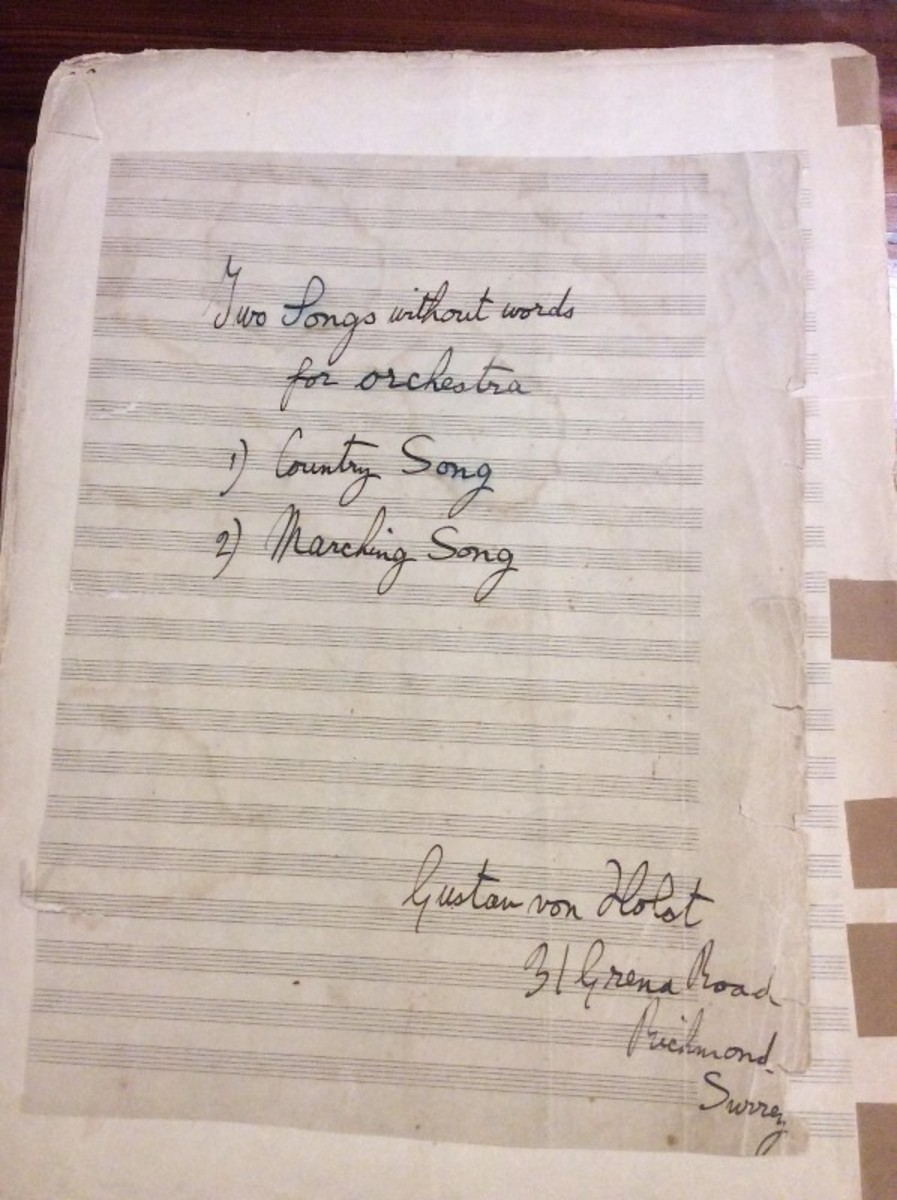 Two Songs without words
for orchestra
1) Country Song
2) Marching Song
Gustav von Holst
31 Grena Road
Richmond
Surrey